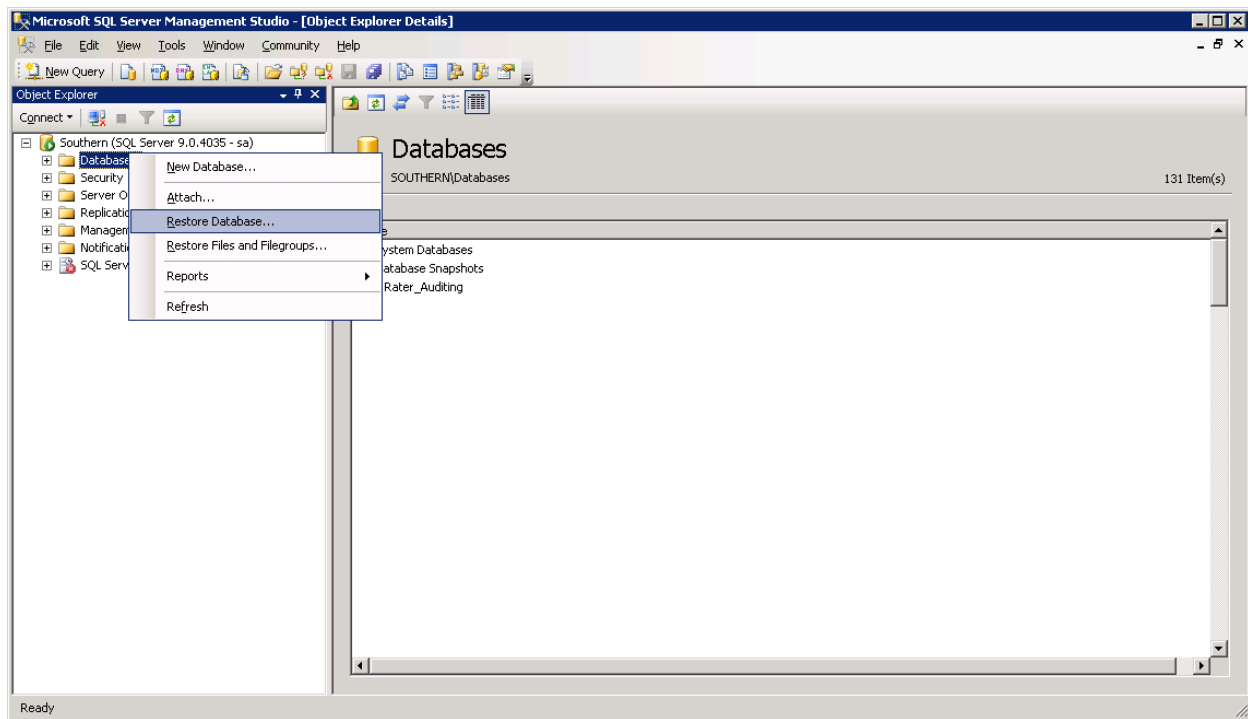 Microsoft SQL Server Management Studio - [Object Explorer Details]
File Edit View Tools Window Community Help
New Query
Object Explorer
Connect
Southern (SQL Server 9.0.4035 - sa)
Database
Security
Server O
Replicatio
Managem
Notificati
SQL Serv
New Database...
Attach...
Restore Database...
Restore Files and Filegroups...
Reports
Refresh
Databases
SOUTHERN\Databases
131 Item(s)
e
ystem Databases
atabase Snapshots
Rater_Auditing
Ready